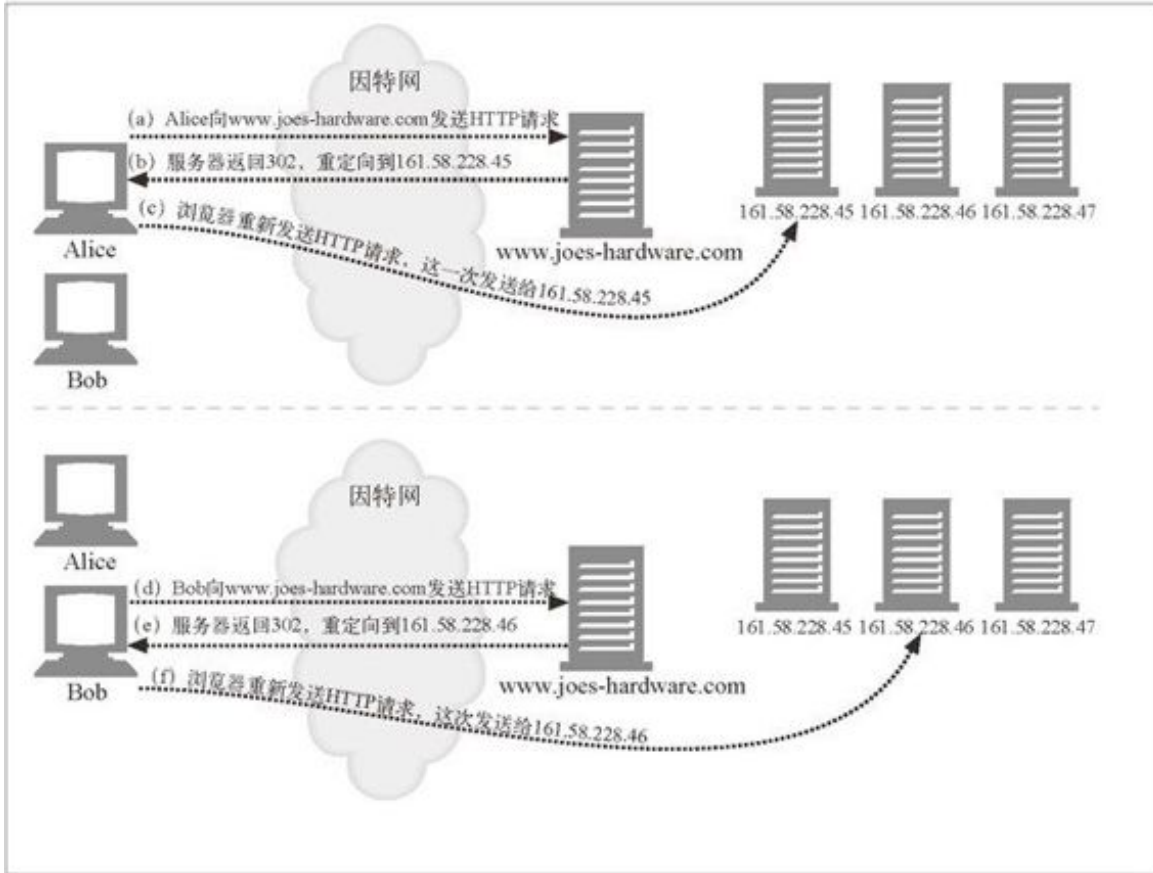 因特网
(a) Alice向www.joes-hardware.com发送HTTP请求
(b) 服务器返回302，重定向到161.58.228.45
(c) 浏览器重新发送HTTP请求，这一次发送给161.58.228.45
Alice
www.joes-hardware.com
161.58.228.45
161.58.228.46
161.58.228.47
Bob
因特网
Alice
(d) Bob向www.joes-hardware.com发送HTTP请求
(e) 服务器返回302，重定向到161.58.228.46
(f) 浏览器重新发送HTTP请求，这次发送给161.58.228.46
Bob
www.joes-hardware.com
161.58.228.45
161.58.228.46
161.58.228.47